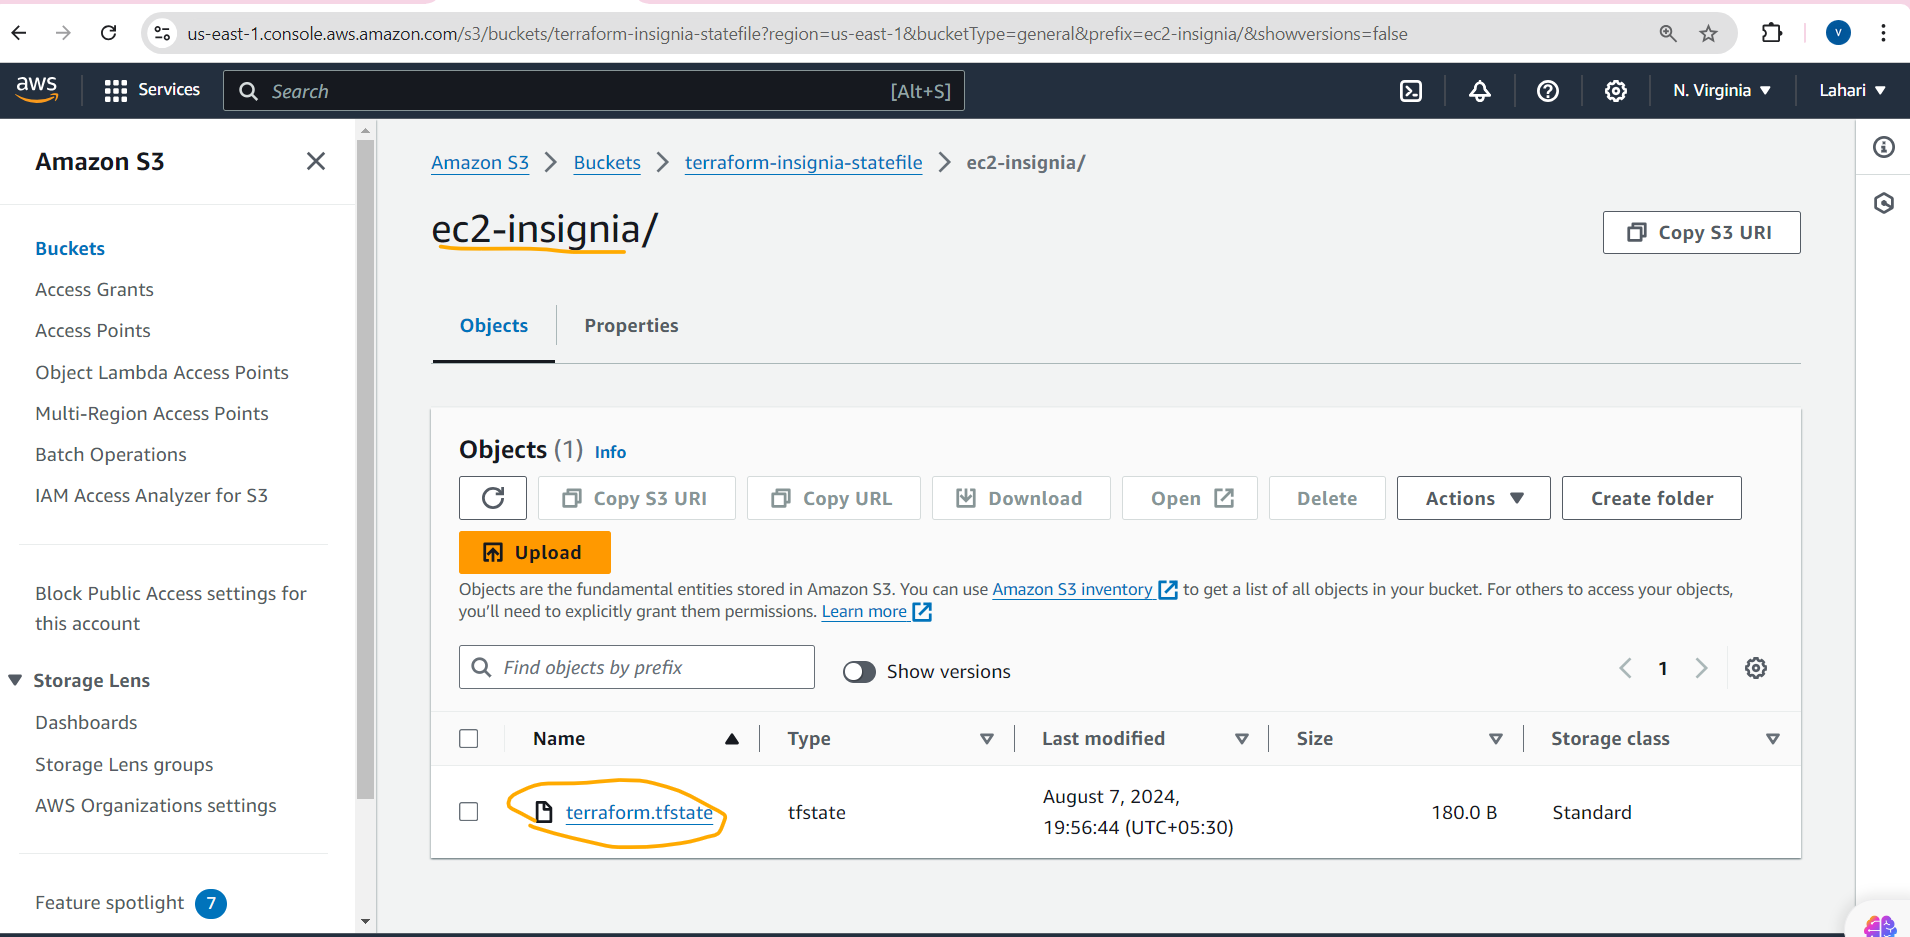 us-east-1.console.aws.amazon.com/s3/buckets/terraform-insignia-statefile?region=us-east-1&bucketType=general&prefix=ec2-insignia/&showversions=false
V
aws
Services
Search
[Alt+S]
N. Virginia
Lahari
Amazon S3
Buckets
Access Grants
Access Points
Object Lambda Access Points
Multi-Region Access Points
Batch Operations
IAM Access Analyzer for S3
Block Public Access settings for
this account
Storage Lens
Dashboards
Storage Lens groups
AWS Organizations settings
Feature spotlight 7
Amazon S3 > Buckets > terraform-insignia-statefile > ec2-insignia/
ec2-insignia/
Copy S3 URI
Objects
Properties
Objects (1) Info
Copy S3 URI
Copy URL
Download
Open
Delete
Actions
Create folder
Upload
Objects are the fundamental entities stored in Amazon S3. You can use Amazon S3 inventory to get a list of all objects in your bucket. For others to access your objects,
you'll need to explicitly grant them permissions. Learn more
Find objects by prefix
Show versions
1
Name
Type
Last modified
Size
Storage class
terraform.tfstate
tfstate
August 7, 2024,
19:56:44 (UTC+05:30)
180.0 B
Standard